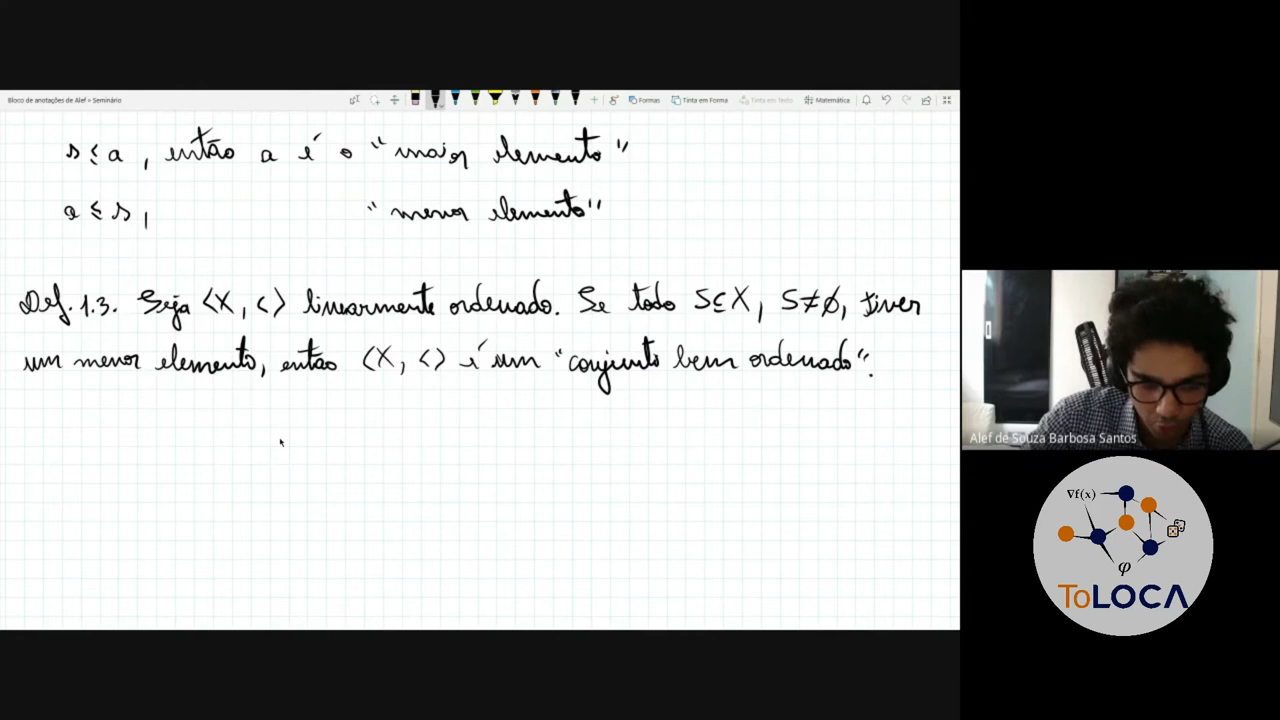 Bloco de anotações de Alef » Seminário
Formas
Tinta em Forma
Tinta em Texto
Matemática
s ≤ a, então a é o "maior elemento"
a ≤ s, "menor elemento"
Def. 1.3. Seja ⟨X, <⟩ linearmente ordenado. Se todo S⊆X, S≠∅, tiver
um menor elemento, então ⟨X, <⟩ é um "conjunto bem ordenado".
Alef de Souza Barbosa Santos
∇f(x)
φ
ToLOCA